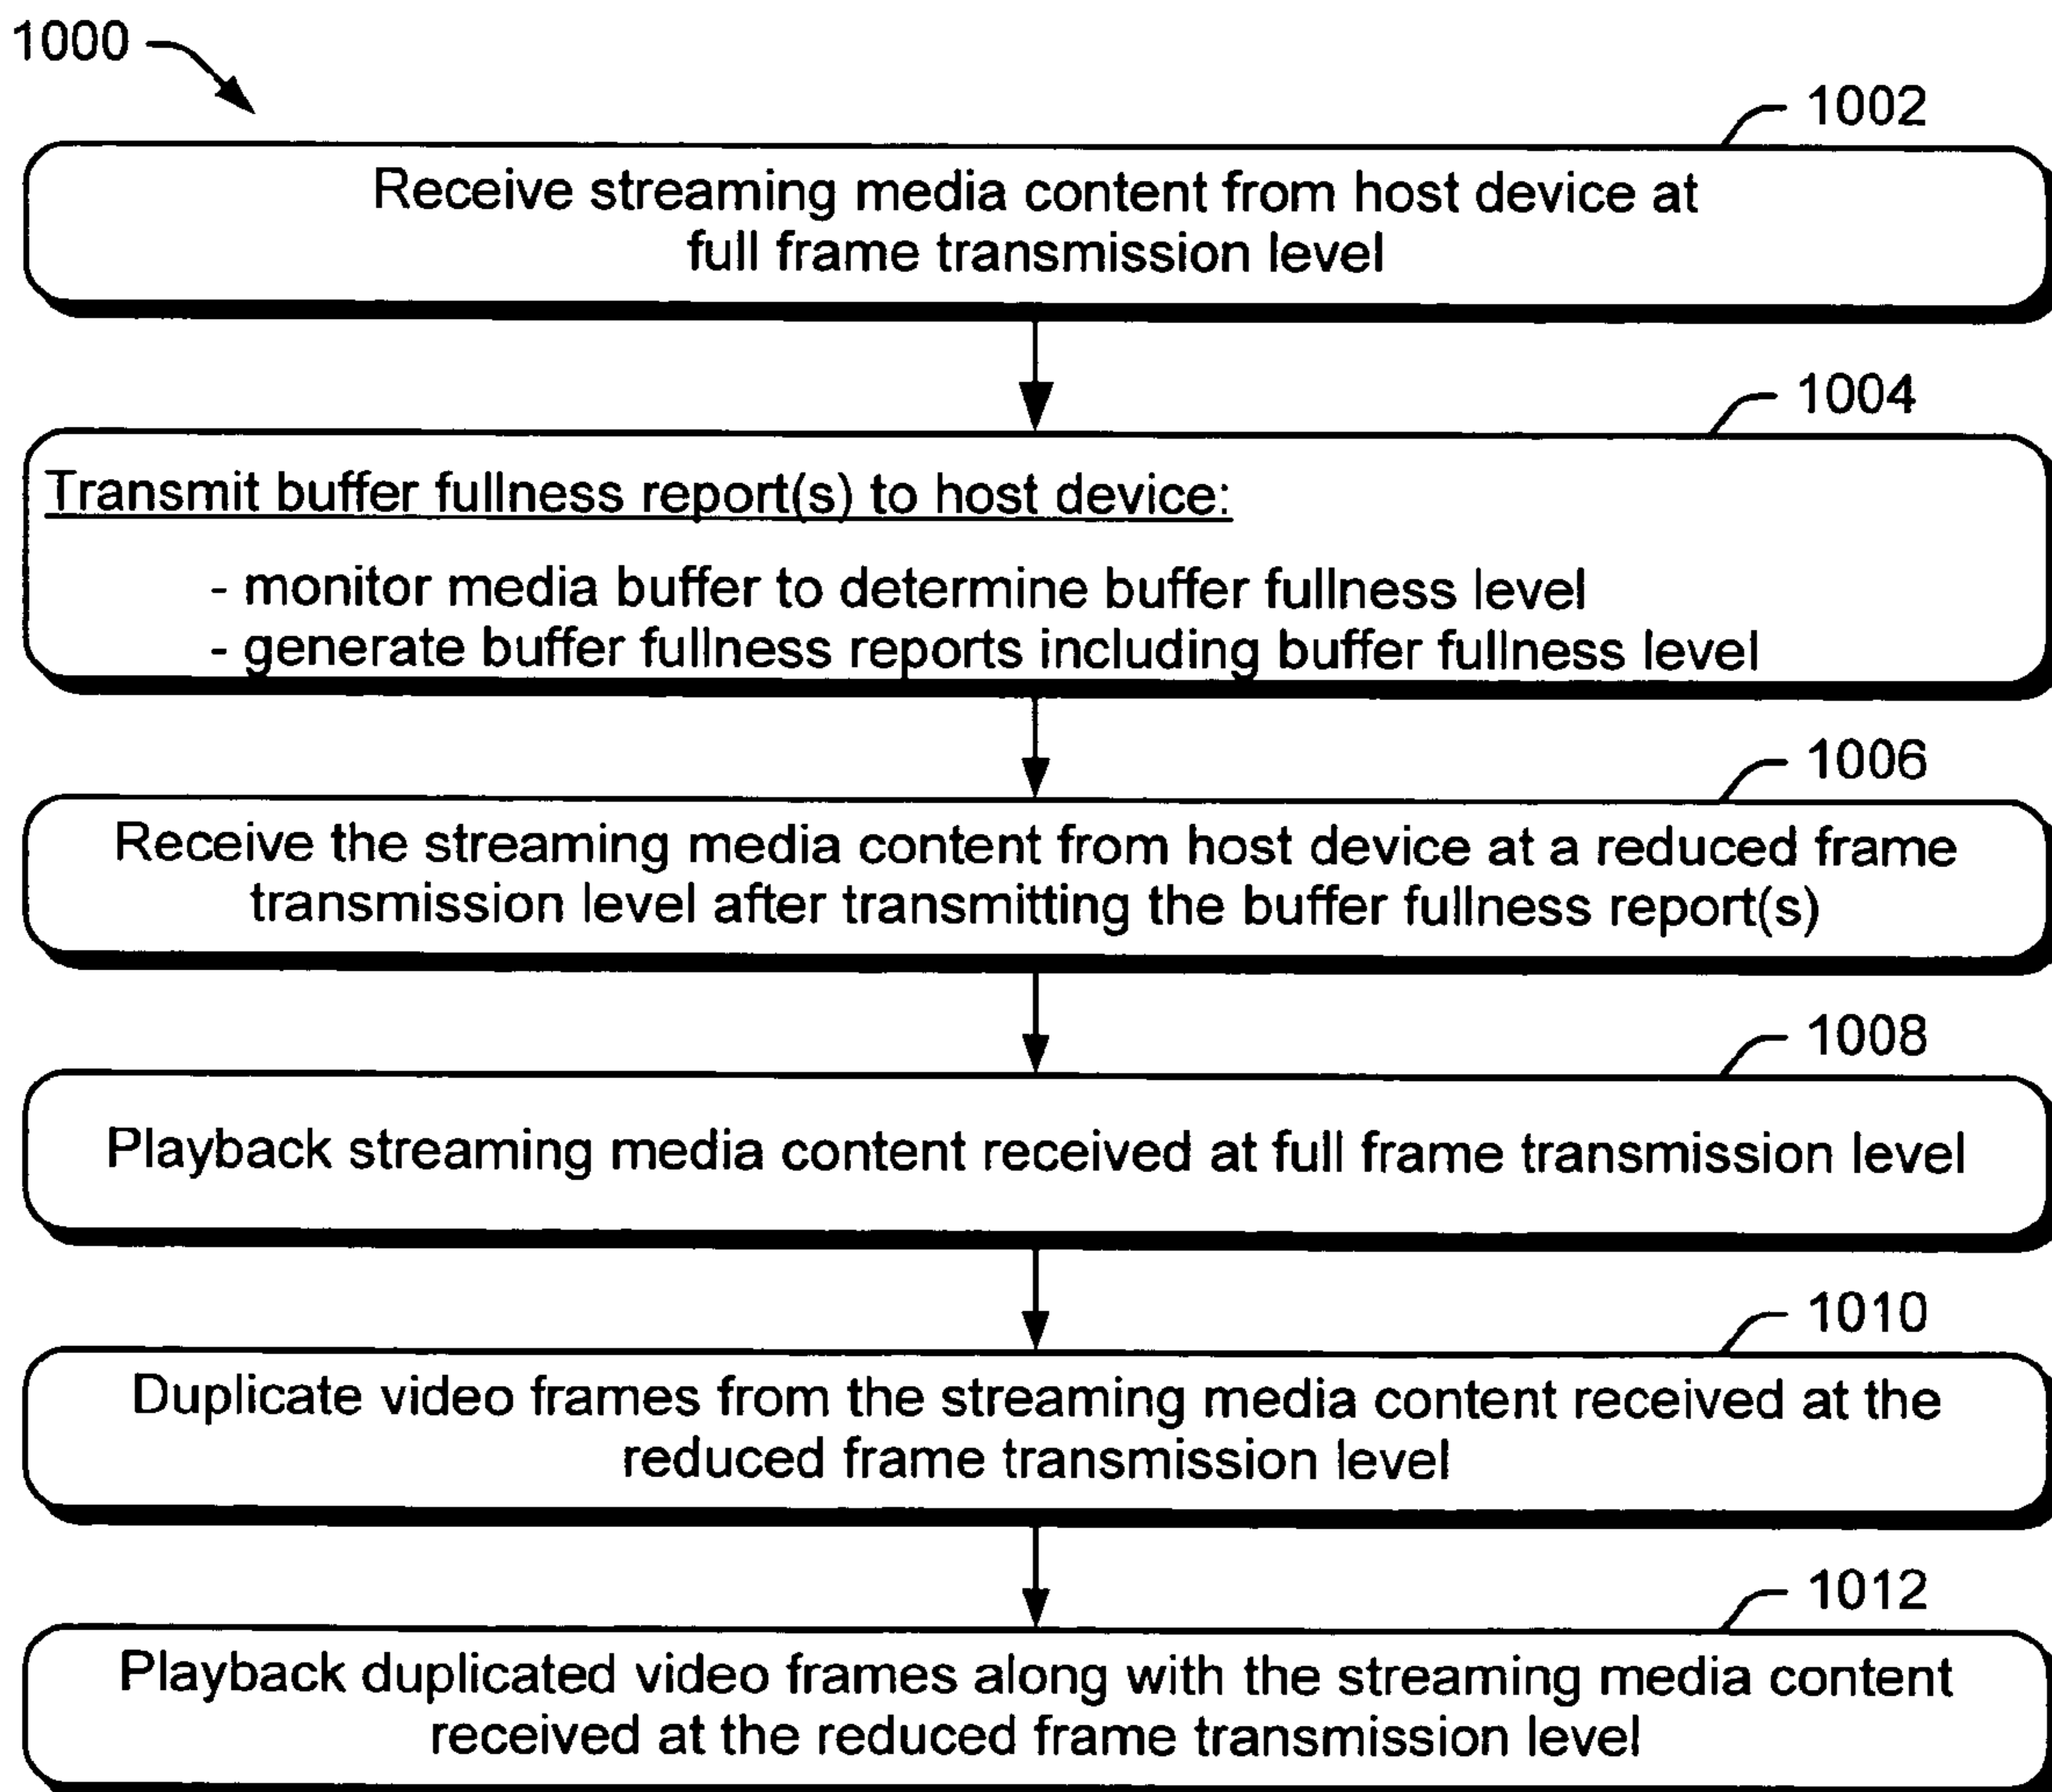 1000
1002
Receive streaming media content from host device at
full frame transmission level
1004
Transmit buffer fullness report(s) to host device:
- monitor media buffer to determine buffer fullness level
- generate buffer fullness reports including buffer fullness level
1006
Receive the streaming media content from host device at a reduced frame
transmission level after transmitting the buffer fullness report(s)
1008
Playback streaming media content received at full frame transmission level
1010
Duplicate video frames from the streaming media content received at the
reduced frame transmission level
1012
Playback duplicated video frames along with the streaming media content
received at the reduced frame transmission level